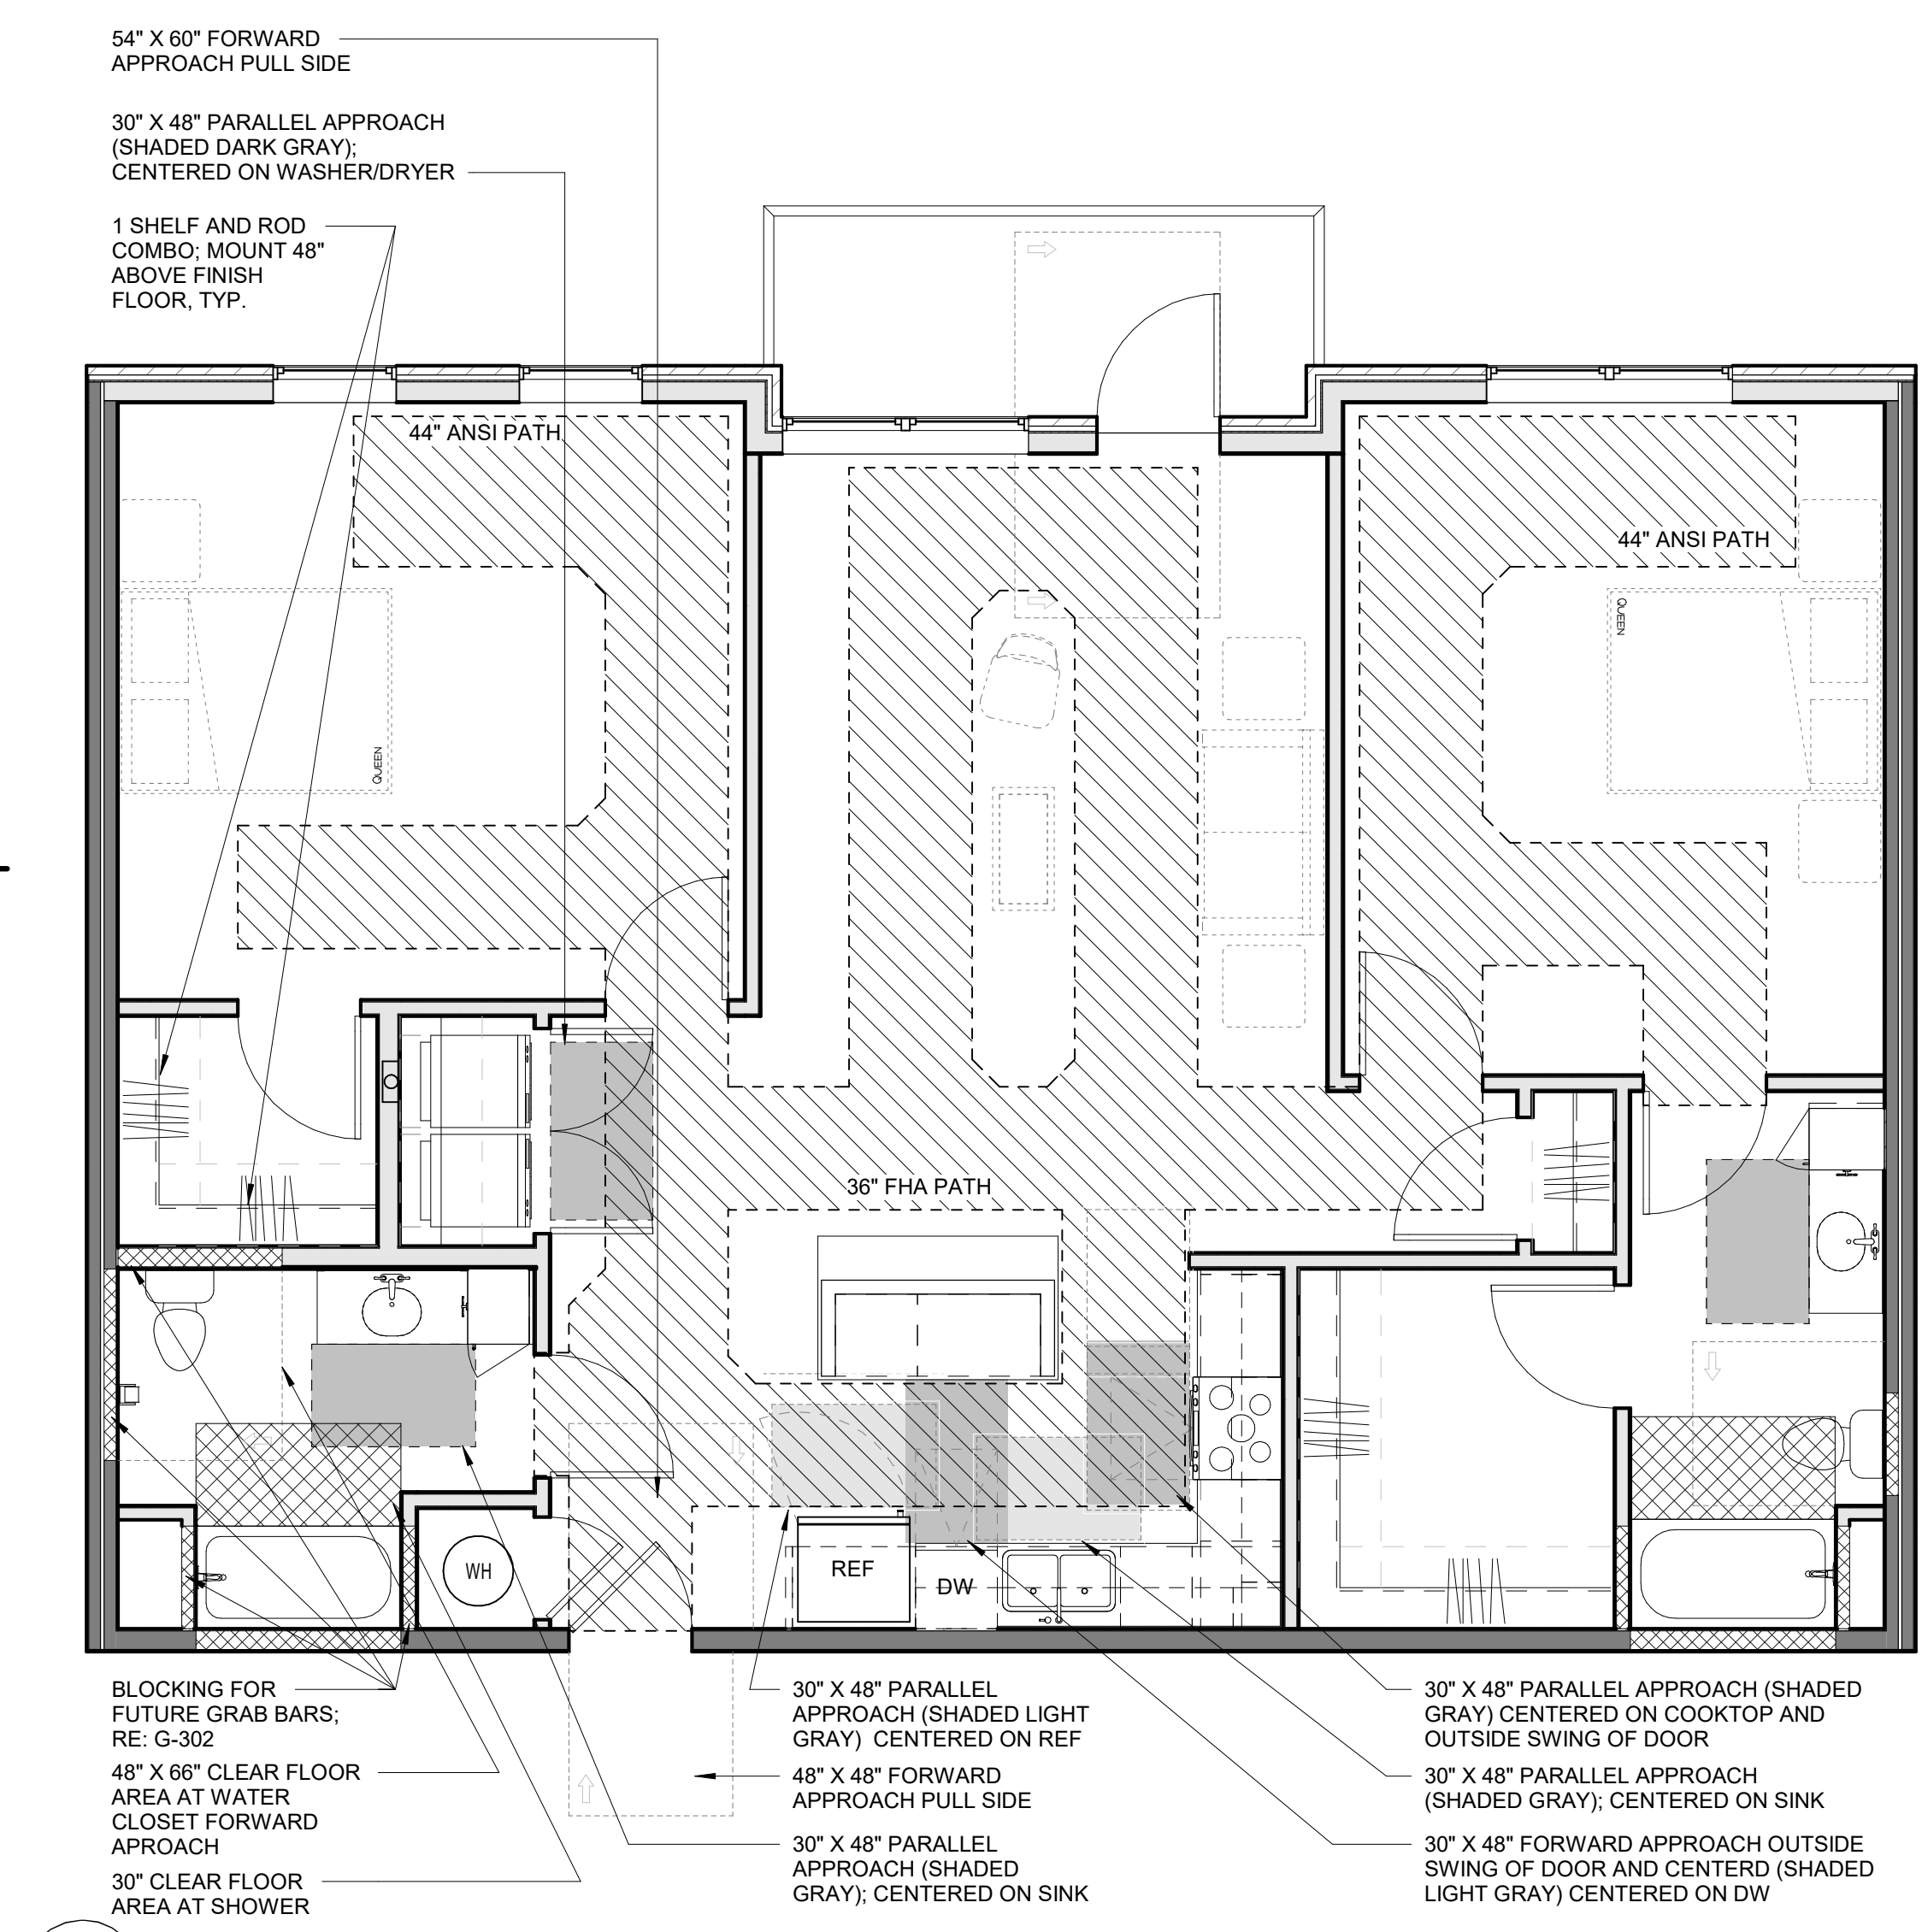 54" X 60" FORWARD
APPROACH PULL SIDE
30" X 48" PARALLEL APPROACH
(SHADED DARK GRAY);
CENTERED ON WASHER/DRYER
1 SHELF AND ROD
COMBO; MOUNT 48"
ABOVE FINISH
FLOOR, TYP.
44" ANSI PATH
44" ANSI PATH
QUEEN
QUEEN
36" FHA PATH
REF
DW
WH
BLOCKING FOR
FUTURE GRAB BARS;
RE: G-302
48" X 66" CLEAR FLOOR
AREA AT WATER
CLOSET FORWARD
APROACH
30" CLEAR FLOOR
AREA AT SHOWER
30" X 48" PARALLEL
APPROACH (SHADED LIGHT
GRAY) CENTERED ON REF
48" X 48" FORWARD
APPROACH PULL SIDE
30" X 48" PARALLEL
APPROACH (SHADED
GRAY); CENTERED ON SINK
30" X 48" PARALLEL APPROACH (SHADED
GRAY) CENTERED ON COOKTOP AND
OUTSIDE SWING OF DOOR
30" X 48" PARALLEL APPROACH
(SHADED GRAY); CENTERED ON SINK
30" X 48" FORWARD APPROACH OUTSIDE
SWING OF DOOR AND CENTERD (SHADED
LIGHT GRAY) CENTERED ON DW